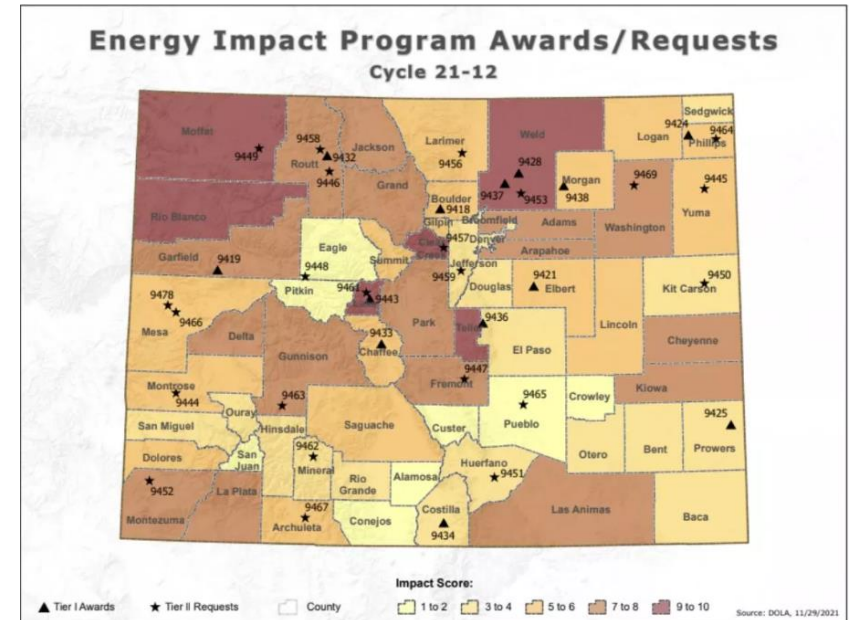 Energy Impact Program Awards/Requests
Cycle 21-12
Sedgwick
Moffat
9458
Jackson
Larimer
Weld
Logan
9424
9464
Phillips
9449
Routt
9432
9456
9428
9446
Grand
9437
9453
Morgan
9438
9469
9445
Boulder
9418
Yuma
Rio Blanco
Gilpin
Broomfield
Adams
Washington
Eagle
Clear
Creek
9457
Denver
Garfield
9419
Summit
Jefferson
Arapahoe
9448
9459
Pitkin
9461
9443
Douglas
9421
Elbert
9450
Kit Carson
9478
9466
Mesa
Park
Teller
9436
Lincoln
Delta
9433
Chaffee
El Paso
Cheyenne
Gunnison
9447
Fremont
Montrose
9444
9463
9465
Crowley
Kiowa
Ouray
Pueblo
9425
San Miguel
Hinsdale
Saguache
Custer
Otero
Bent
Prowers
Dolores
San
Juan
9462
Mineral
Huerfano
9451
9452
Rio
Grande
Alamosa
La Plata
9467
Costilla
Las Animas
Montezuma
Archuleta
Conejos
9434
Baca
Impact Score:
Tier I Awards
Tier II Requests
County
1 to 2
3 to 4
5 to 6
7 to 8
9 to 10
Source: DOLA, 11/29/2021